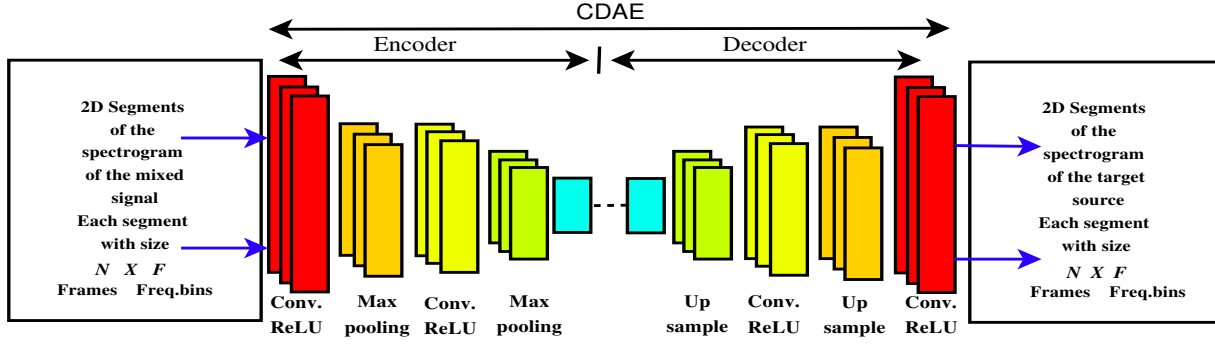 CDAE
Encoder
Decoder
2D Segments
of the
spectrogram
of the mixed
signal
Each segment
with size
N X F
Frames Freq.bins
Conv.
ReLU
Max
pooling
Conv.
ReLU
Max
pooling
Up
sample
Conv.
ReLU
Up
sample
Conv.
ReLU
2D Segments
of the
spectrogram
of the target
source
Each segment
with size
N X F
Frames Freq.bins